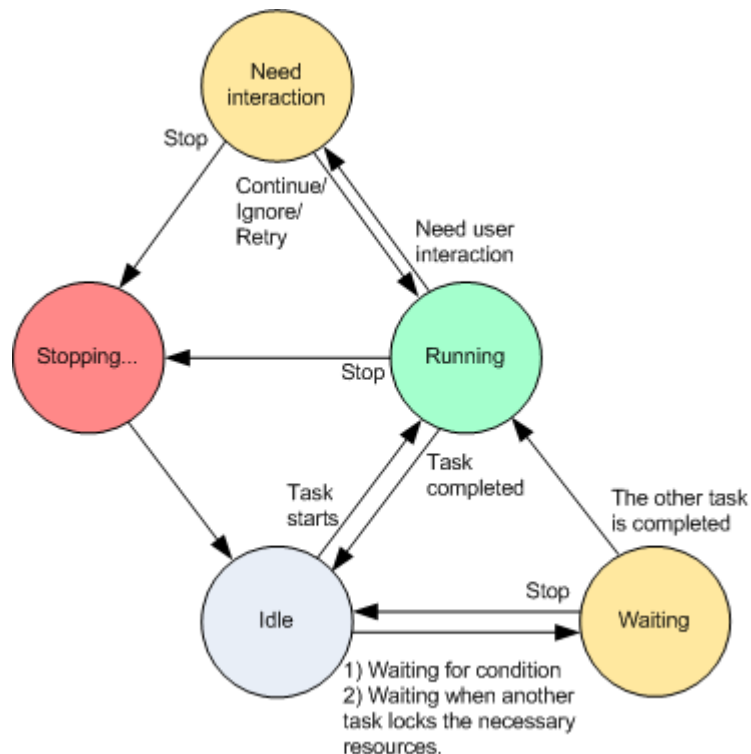 Need
interaction
Stop
Continue/
Ignore/
Retry
Need user
interaction
Stopping...
Stop
Running
Task
starts
Task
completed
The other task
is completed
Idle
Stop
Waiting
1) Waiting for condition
2) Waiting when another
task locks the necessary
resources.